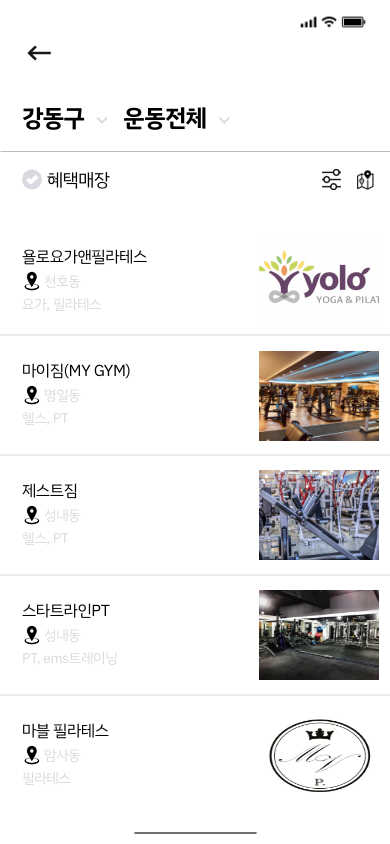 강동구 운동전체
혜택매장
욜로요가앤필라테스
천호동
요가, 필라테스
yolo
YOGA & PILAT
마이짐(MY GYM)
명일동
헬스, PT
제스트짐
성내동
헬스, PT
스타트라인PT
성내동
PT, ems트레이닝
마블 필라테스
암사동
필라테스